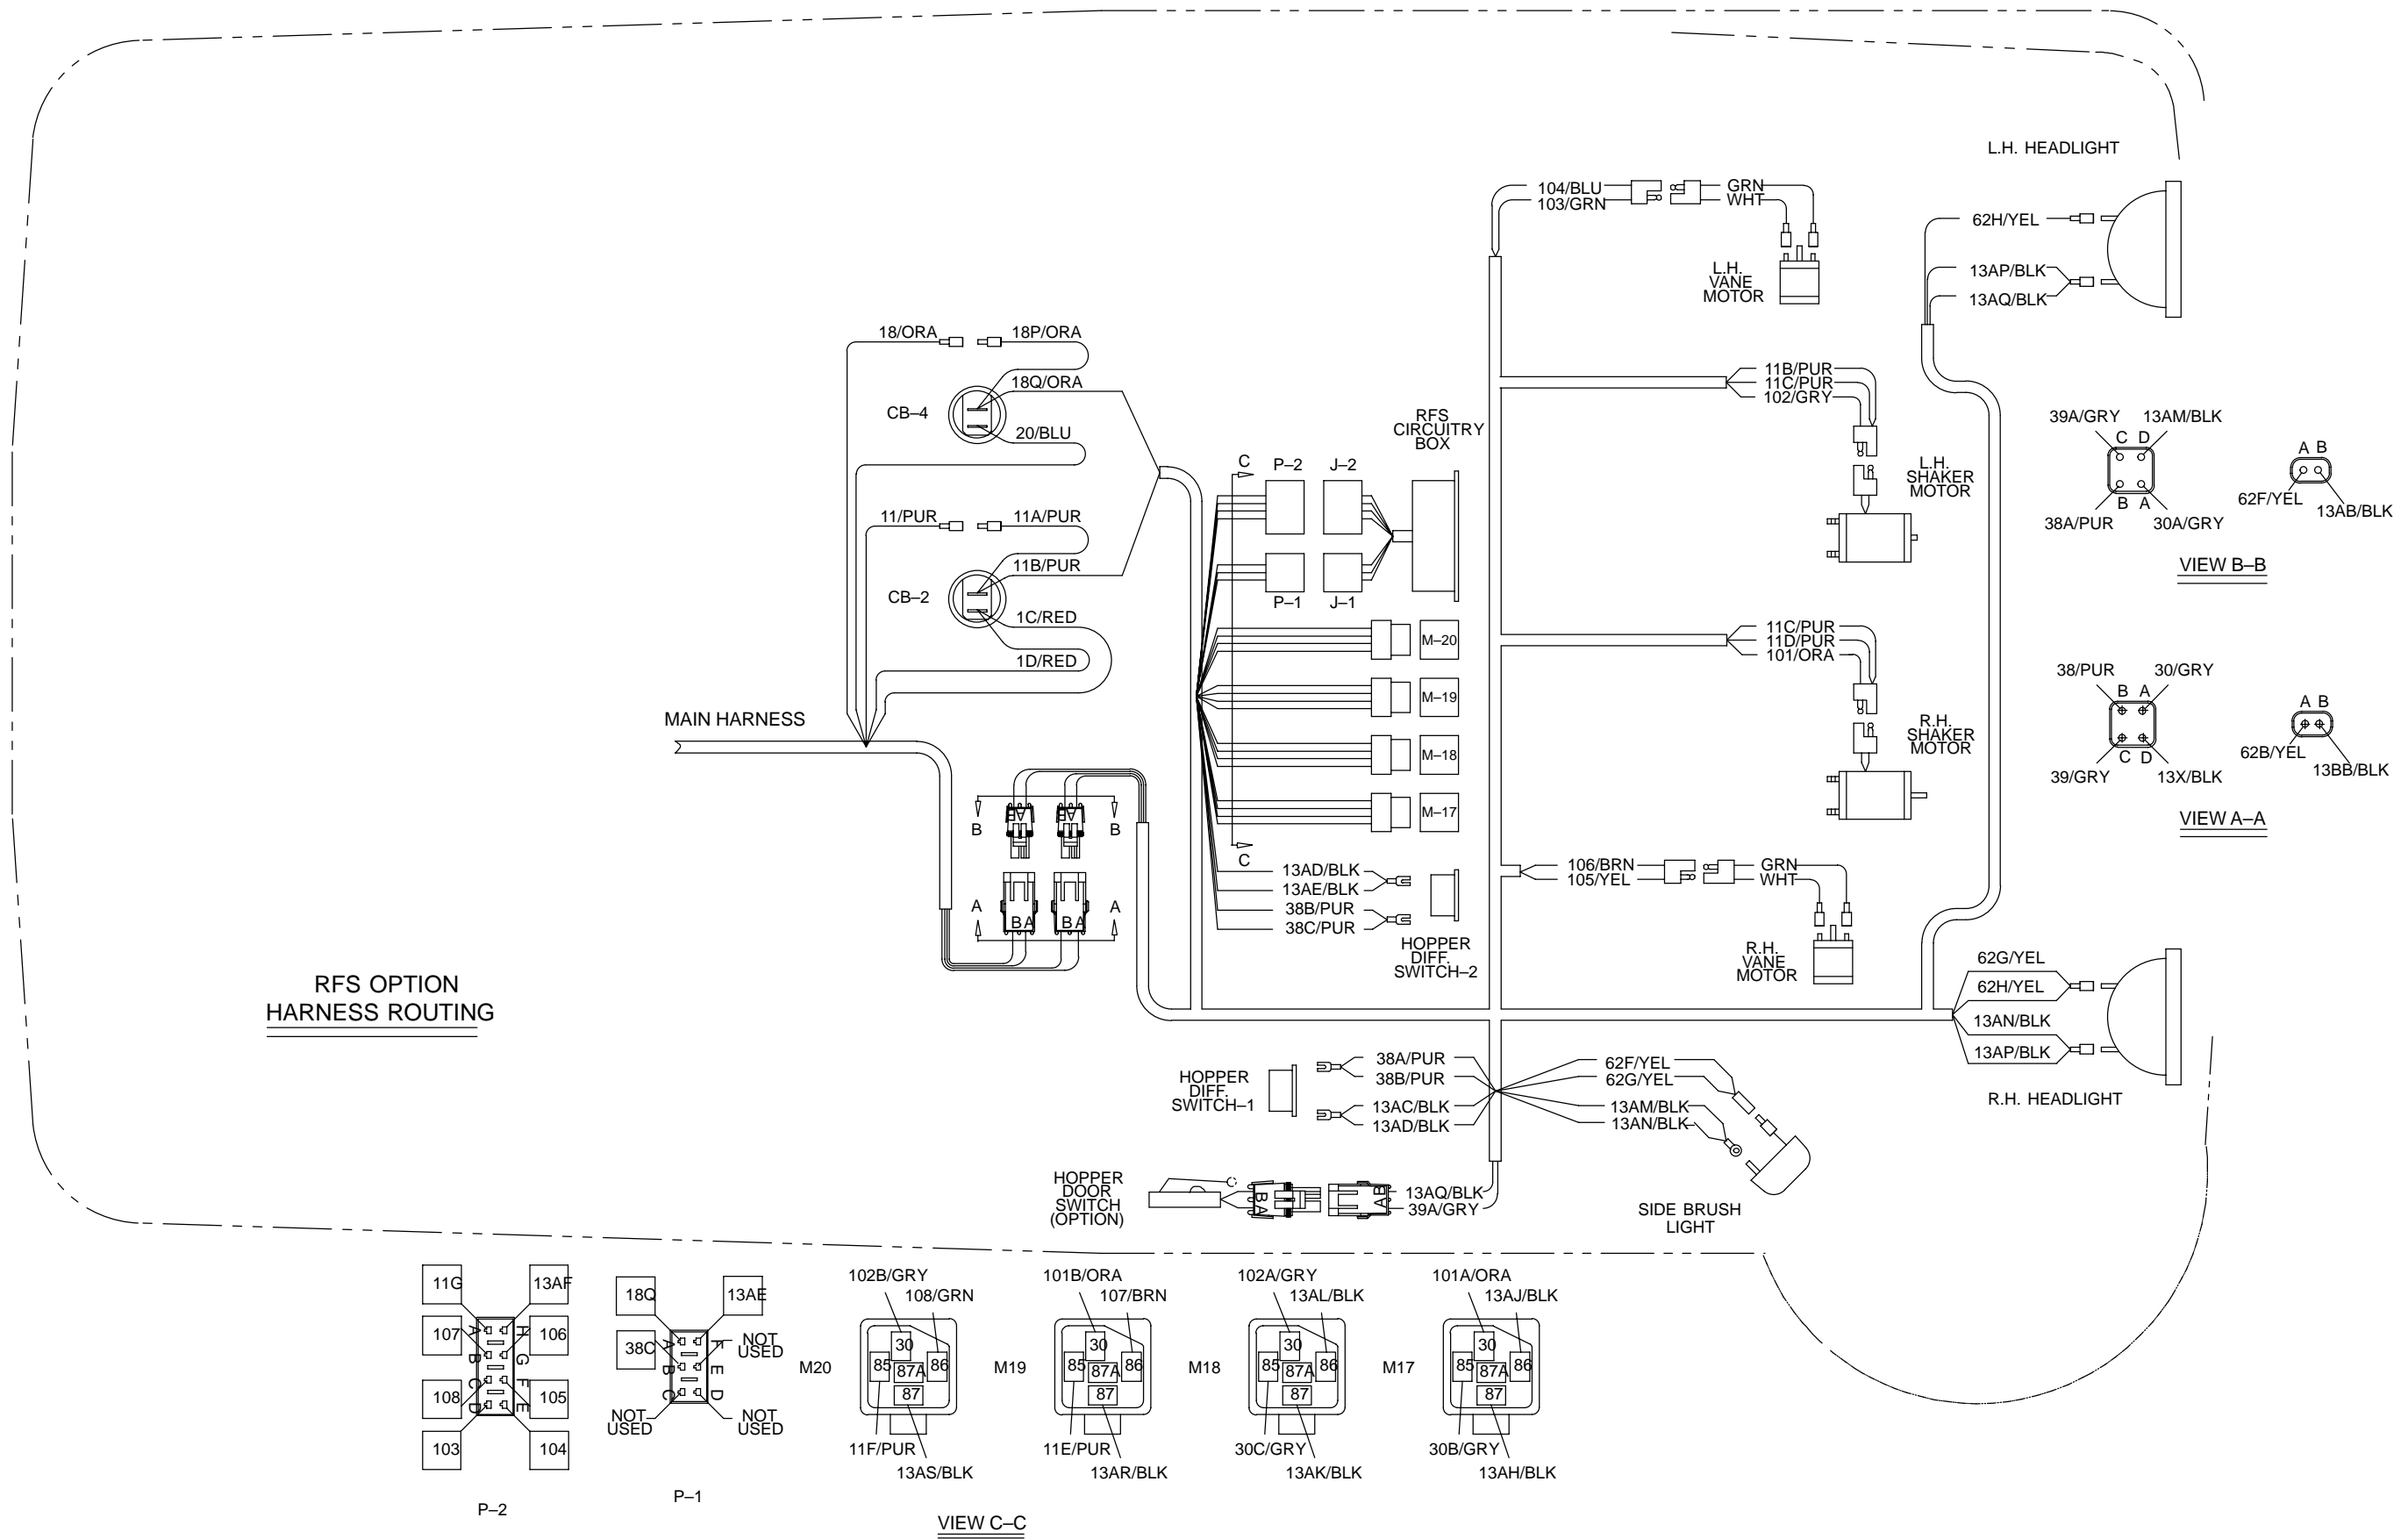 L.H. HEADLIGHT
104/BLU
103/GRN
GRN
WHT
62H/YEL
13AP/BLK
13AQ/BLK
L.H.
VANE
MOTOR
18/ORA
18P/ORA
18Q/ORA
CB–4
20/BLU
11/PUR
11A/PUR
11B/PUR
CB–2
1C/RED
1D/RED
MAIN HARNESS
RFS
CIRCUITRY
BOX
C
P–2
J–2
P–1
J–1
M–20
M–19
M–18
M–17
C
11B/PUR
11C/PUR
102/GRY
L.H.
SHAKER
MOTOR
11C/PUR
11D/PUR
101/ORA
R.H.
SHAKER
MOTOR
39A/GRY
13AM/BLK
C D
B A
38A/PUR
30A/GRY
A B
62F/YEL
13AB/BLK
VIEW B–B
38/PUR
30/GRY
B A
C D
39/GRY
13X/BLK
A B
62B/YEL
13BB/BLK
VIEW A–A
B A
B A
B
B
A
A
B A
B A
13AD/BLK
13AE/BLK
38B/PUR
38C/PUR
HOPPER
DIFF.
SWITCH–2
106/BRN
105/YEL
GRN
WHT
R.H.
VANE
MOTOR
62G/YEL
62H/YEL
13AN/BLK
13AP/BLK
R.H. HEADLIGHT
RFS OPTION
HARNESS ROUTING
HOPPER
DIFF.
SWITCH–1
38A/PUR
38B/PUR
13AC/BLK
13AD/BLK
62F/YEL
62G/YEL
13AM/BLK
13AN/BLK
HOPPER
DOOR
SWITCH
(OPTION)
B A
A B
13AQ/BLK
39A/GRY
SIDE BRUSH
LIGHT
11G
13AF
107
106
108
105
103
104
A
B
C
D
H
G
F
E
P–2
18Q
13AE
38C
NOT
USED
A
B
C
F
E
D
NOT
USED
NOT
USED
P–1
102B/GRY
108/GRN
M20
30
85
86
87A
87
11F/PUR
13AS/BLK
101B/ORA
107/BRN
M19
30
85
86
87A
87
11E/PUR
13AR/BLK
102A/GRY
13AL/BLK
M18
30
85
86
87A
87
30C/GRY
13AK/BLK
101A/ORA
13AJ/BLK
M17
30
85
86
87A
87
30B/GRY
13AH/BLK
VIEW C–C